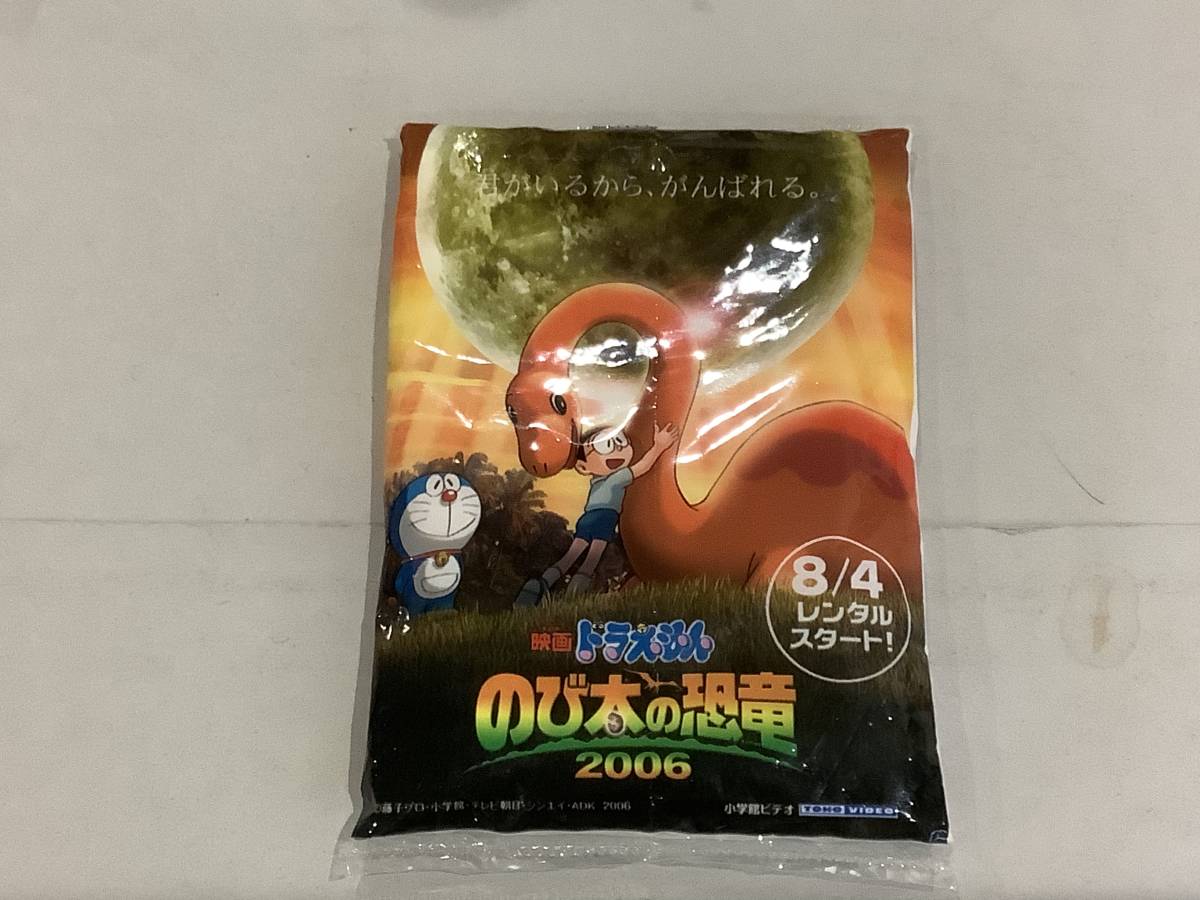 君がいるから、がんばれる。
8/4
レンタル
スタート!
映画 ドラえもん
のび太の恐竜
2006
藤子プロ・小学館・テレビ朝日・シンエイ・ADK 2006
小学館ビデオ TOHO VIDEO